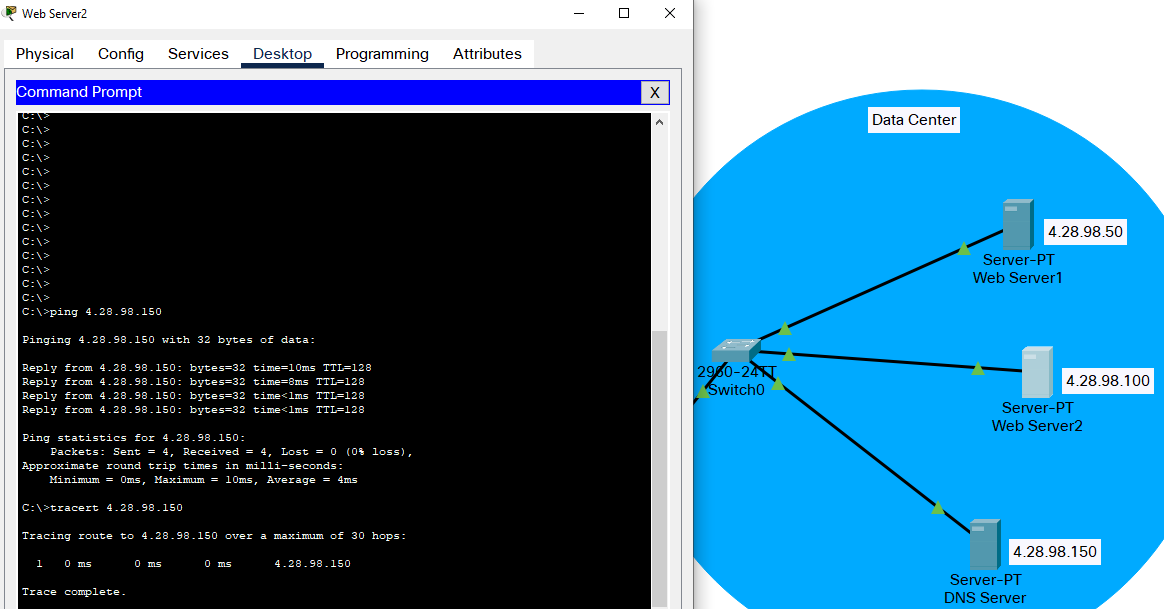 Web Server2
Physical Config Services Desktop Programming Attributes
Command Prompt
X
C:\>
C:\>
C:\>
C:\>
C:\>
C:\>
C:\>
C:\>
C:\>
C:\>
C:\>
C:\>
C:\>
C:\>
C:\>ping 4.28.98.150
Pinging 4.28.98.150 with 32 bytes of data:
Reply from 4.28.98.150: bytes=32 time=10ms TTL=128
Reply from 4.28.98.150: bytes=32 time=8ms TTL=128
Reply from 4.28.98.150: bytes=32 time<1ms TTL=128
Reply from 4.28.98.150: bytes=32 time<1ms TTL=128
Ping statistics for 4.28.98.150:
Packets: Sent = 4, Received = 4, Lost = 0 (0% loss),
Approximate round trip times in milli-seconds:
Minimum = 0ms, Maximum = 10ms, Average = 4ms
C:\>tracert 4.28.98.150
Tracing route to 4.28.98.150 over a maximum of 30 hops:
1 0 ms 0 ms 0 ms 4.28.98.150
Trace complete.
Data Center
4.28.98.50
Server-PT
Web Server1
2960-24TT
Switch0
4.28.98.100
Server-PT
Web Server2
4.28.98.150
Server-PT
DNS Server